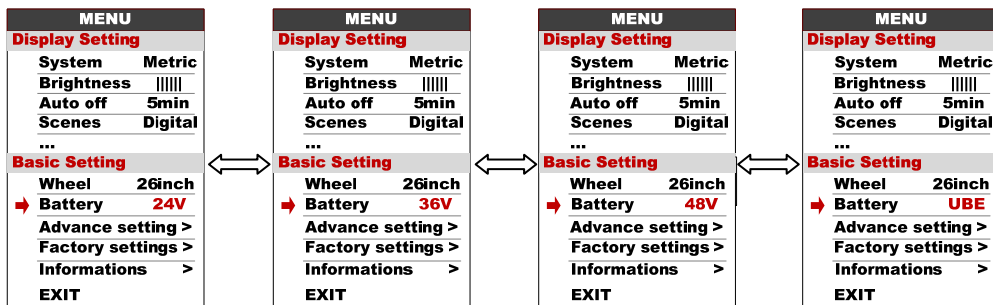 MENU
Display Setting
System Metric
Brightness ||||||
Auto off 5min
Scenes Digital
...
Basic Setting
Wheel 26inch
Battery 24V
Advance setting >
Factory settings >
Informations >
EXIT
MENU
Display Setting
System Metric
Brightness ||||||
Auto off 5min
Scenes Digital
...
Basic Setting
Wheel 26inch
Battery 36V
Advance setting >
Factory settings >
Informations >
EXIT
MENU
Display Setting
System Metric
Brightness ||||||
Auto off 5min
Scenes Digital
...
Basic Setting
Wheel 26inch
Battery 48V
Advance setting >
Factory settings >
Informations >
EXIT
MENU
Display Setting
System Metric
Brightness ||||||
Auto off 5min
Scenes Digital
...
Basic Setting
Wheel 26inch
Battery UBE
Advance setting >
Factory settings >
Informations >
EXIT